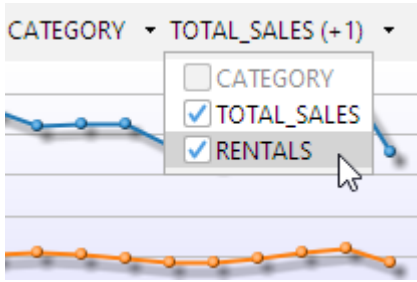 CATEGORY TOTAL_SALES (+1)
CATEGORY
TOTAL_SALES
RENTALS